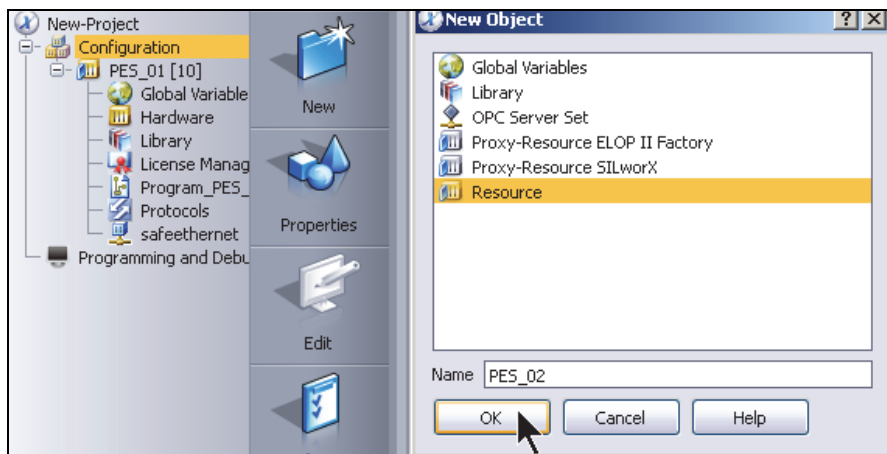 New-Project
Configuration
PES_01 [10]
Global Variable
Hardware
Library
License Manag
Program_PES_
Protocols
safeethernet
Programming and Debu
New
Properties
Edit
New Object
Global Variables
Library
OPC Server Set
Proxy-Resource ELOP II Factory
Proxy-Resource SILworX
Resource
Name PES_02
OK Cancel Help